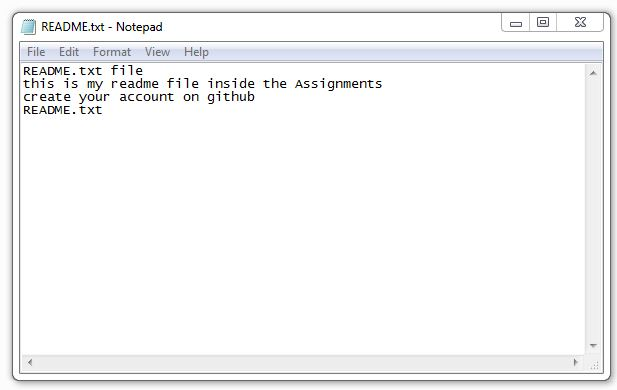 README.txt - Notepad
File Edit Format View Help
README.txt file
this is my readme file inside the Assignments
create your account on github
README.txt